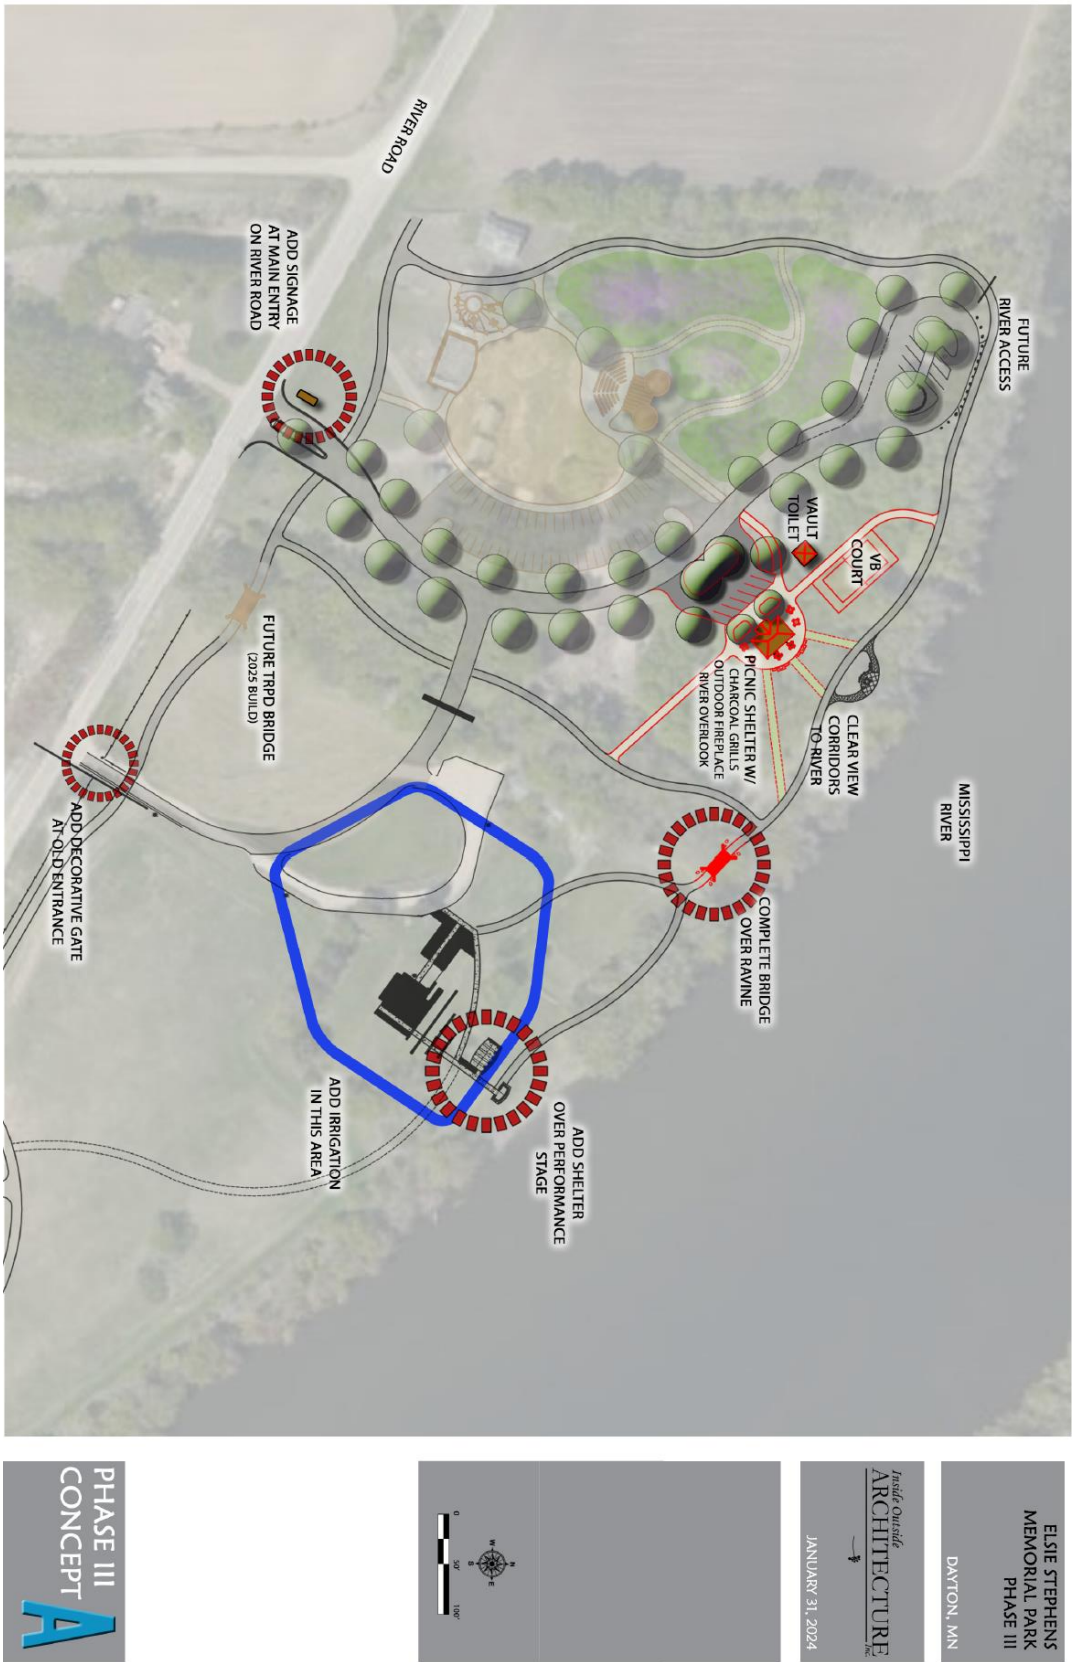 RIVER ROAD
FUTURE
RIVER ACCESS
ADD SIGNAGE
AT MAIN ENTRY
ON RIVER ROAD
VAULT
TOILET
VB
COURT
PICNIC SHELTER W/
CHARCOAL GRILLS
OUTDOOR FIREPLACE
RIVER OVERLOOK
CLEAR VIEW
CORRIDORS
TO RIVER
MISSISSIPPI
RIVER
FUTURE TRPD BRIDGE
(2025 BUILD)
ADD DECORATIVE GATE
AT OLD ENTRANCE
COMPLETE BRIDGE
OVER RAVINE
ADD SHELTER
OVER PERFORMANCE
STAGE
ADD IRRIGATION
IN THIS AREA
ELSIE STEPHENS
MEMORIAL PARK
PHASE III
DAYTON, MN
Inside Outside
ARCHITECTURE
Inc.
JANUARY 31, 2024
N
W E
S
0 50' 100'
PHASE III
CONCEPT A